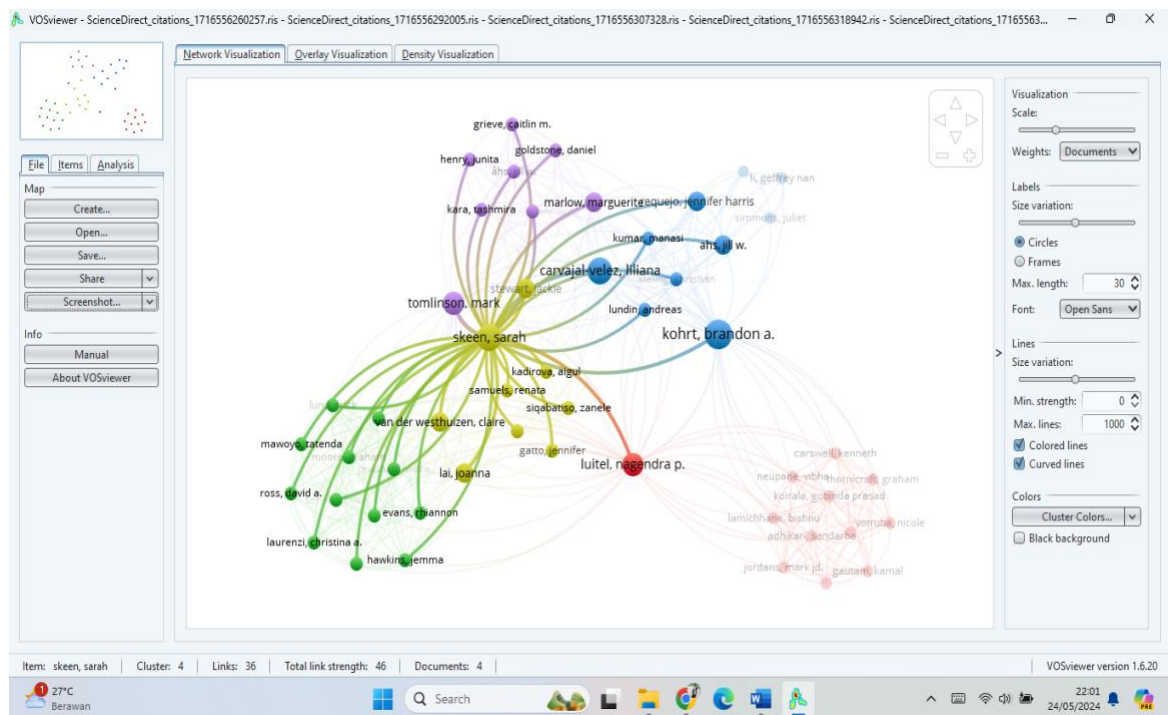 VOSviewer - ScienceDirect_citations_1716556260257.ris - ScienceDirect_citations_1716556292005.ris - ScienceDirect_citations_1716556307328.ris - ScienceDirect_citations_1716556318942.ris - ScienceDirect_citations_17165563...
Network Visualization Overlay Visualization Density Visualization
File Items Analysis
Map
Create...
Open...
Save...
Share
Screenshot...
Info
Manual
About VOSviewer
grieve, caitlin m.
goldstone, daniel
henry, junita
li, geffrey nan
kara, tashmira
marlow, marguerite
requejo, jennifer harris
simmons, juliet
kumar, manasi
ahs, jill w.
carvajal-velez, liliana
stewart, jackie
tomlinson, mark
lundin, andreas
skeen, sarah
kohrt, brandon a.
kadirova, aigul
samuels, renata
siqabatiso, zanele
van der westhuizen, claire
mawoyo, tatenda
gatto, jennifer
carswell, kenneth
luitel, nagendra p.
lai, joanna
neupane, vibha
thornicroft, graham
ross, david a.
koirala, gobinda prasad
evans, rhiannon
lamichhane, bishnu
votruba, nicole
adhikari, sandarba
laurenzi, christina a.
hawkins, jemma
jordans, mark jd.
gautam, kamal
Visualization
Scale:
Weights: Documents
Labels
Size variation:
Circles
Frames
Max. length: 30
Font: Open Sans
Lines
Size variation:
Min. strength: 0
Max. lines: 1000
Colored lines
Curved lines
Colors
Cluster Colors...
Black background
Item: skeen, sarah Cluster: 4 Links: 36 Total link strength: 46 Documents: 4 VOSviewer version 1.6.20
1
27°C
Berawan
Search
22:01
24/05/2024
PRE